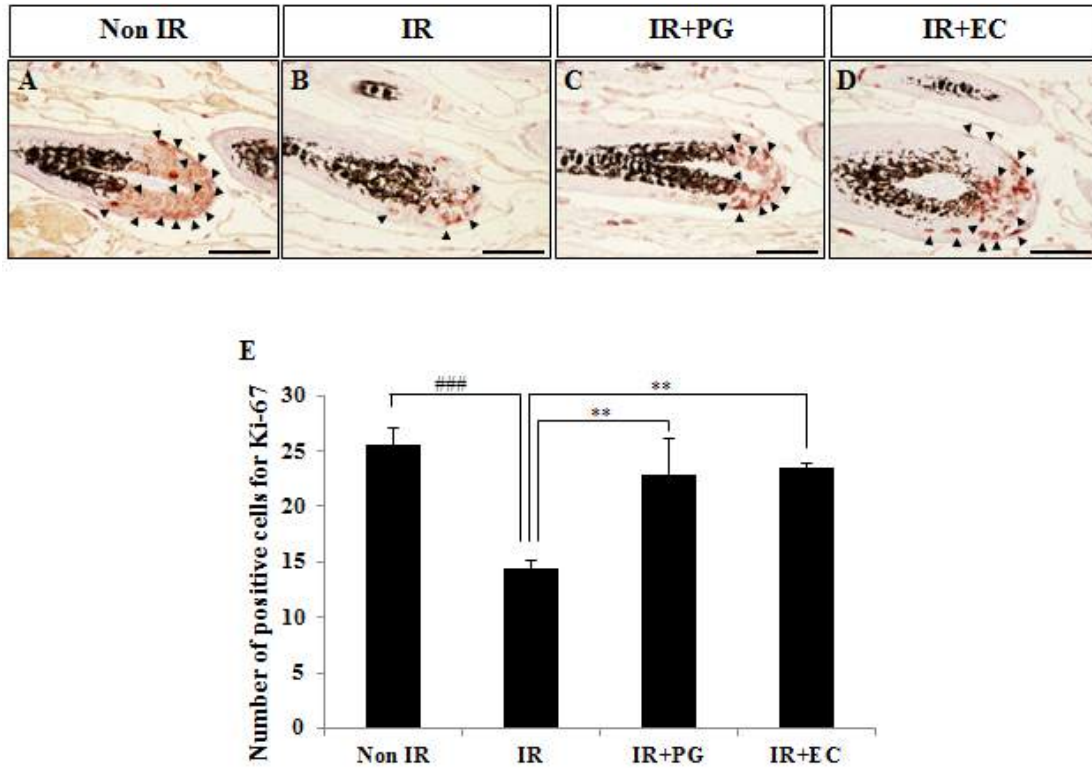 Non IR
IR
IR+PG
IR+EC
A
B
C
D
E
Number of positive cells for Ki-67
30
25
20
15
10
5
0
###
**
**
Non IR
IR
IR+PG
IR+EC